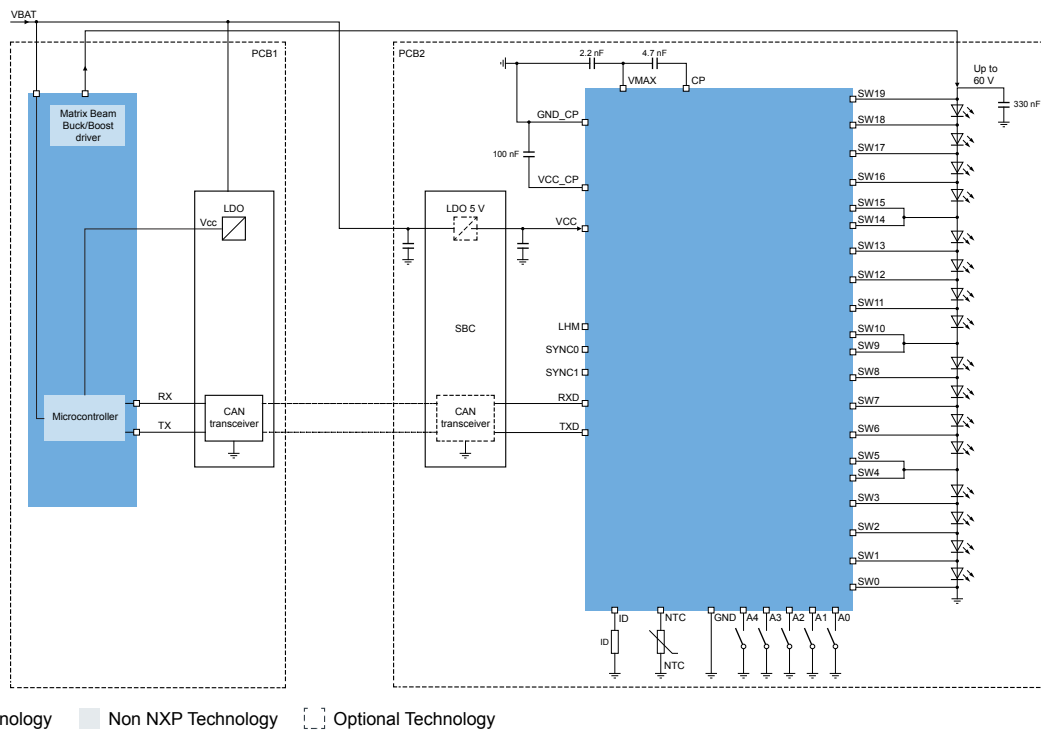 VBAT
PCB1
PCB2
2.2 nF
4.7 nF
VMAX
CP
Up to
60 V
330 nF
Matrix Beam
Buck/Boost
driver
GND_CP
100 nF
VCC_CP
LDO
Vcc
LDO 5 V
VCC
SBC
LHM
SYNC0
SYNC1
RX
TX
Microcontroller
CAN
transceiver
CAN
transceiver
RXD
TXD
SW19
SW18
SW17
SW16
SW15
SW14
SW13
SW12
SW11
SW10
SW9
SW8
SW7
SW6
SW5
SW4
SW3
SW2
SW1
SW0
ID
NTC
GND
A4
A3
A2
A1
A0
ID
NTC
nology
Non NXP Technology
Optional Technology